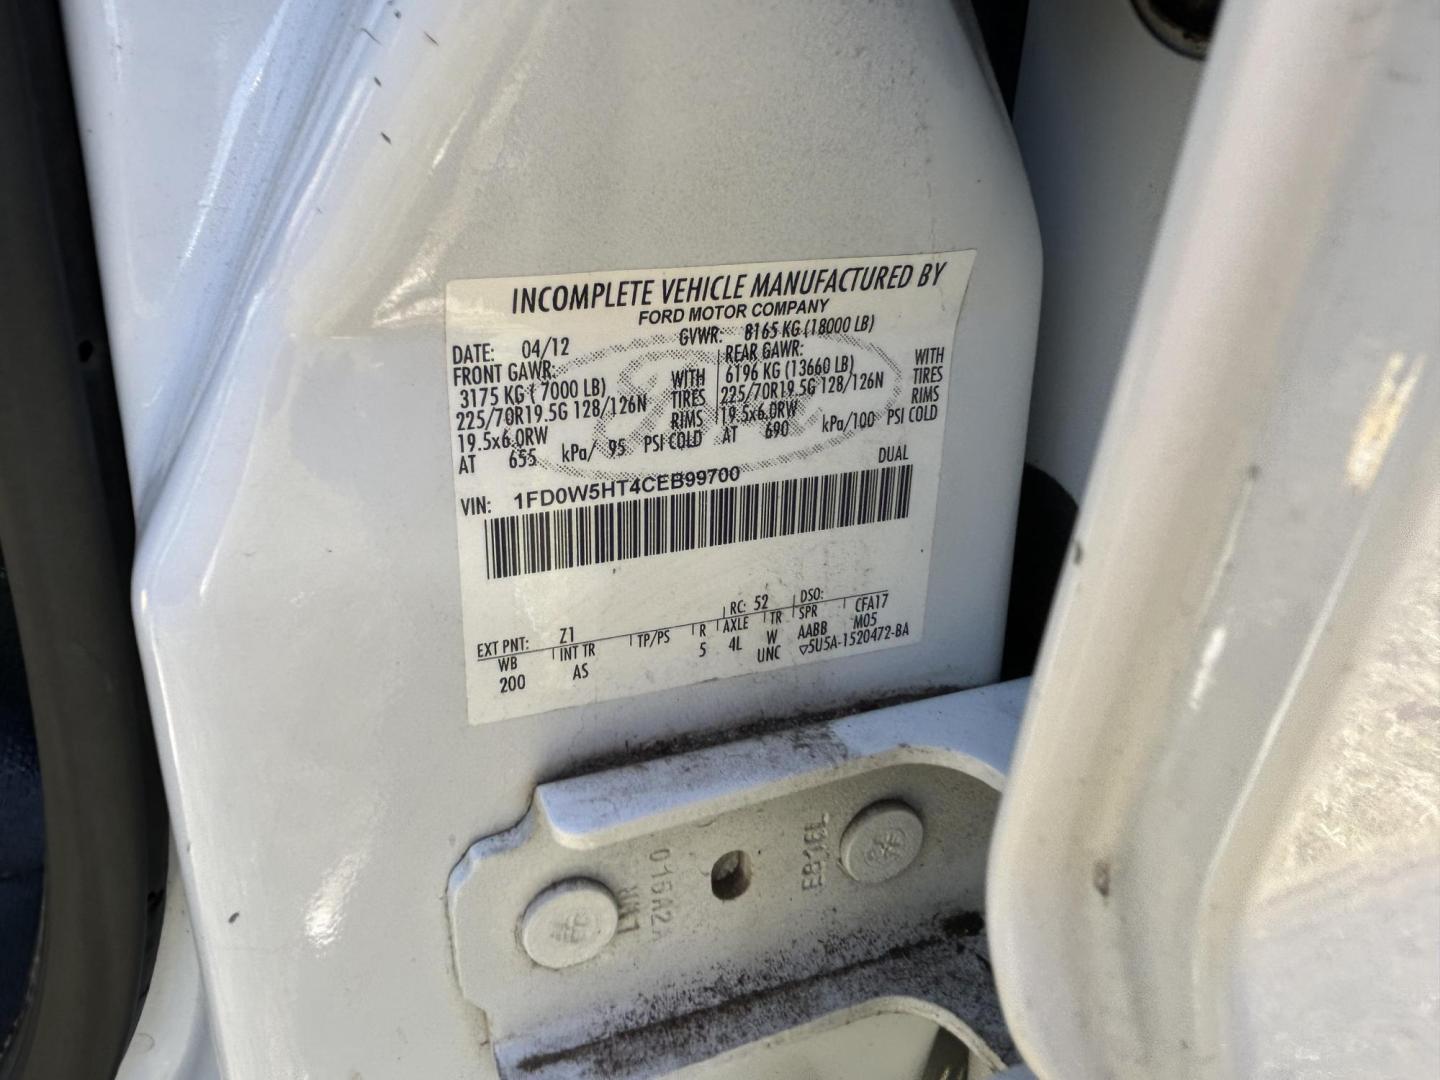 INCOMPLETE VEHICLE MANUFACTURED BY
FORD MOTOR COMPANY
DATE: 04/12 GVWR: 8165 KG (18000 LB)
FRONT GAWR: REAR GAWR:
3175 KG ( 7000 LB) WITH 6196 KG (13660 LB) WITH
225/70R19.5G 128/126N TIRES 225/70R19.5G 128/126N TIRES
19.5x6.0RW RIMS 19.5x6.0RW RIMS
AT 655 kPa/ 95 PSI COLD AT 690 kPa/100 PSI COLD
DUAL
VIN: 1FD0W5HT4CEB99700
EXT PNT: Z1 RC: 52 DSO:
WB INT TR TP/PS R AXLE TR SPR CFA17
200 AS 5 4L W AABB M05
UNC ▽5U5A-1520472-BA
LWR
016A2
E816L